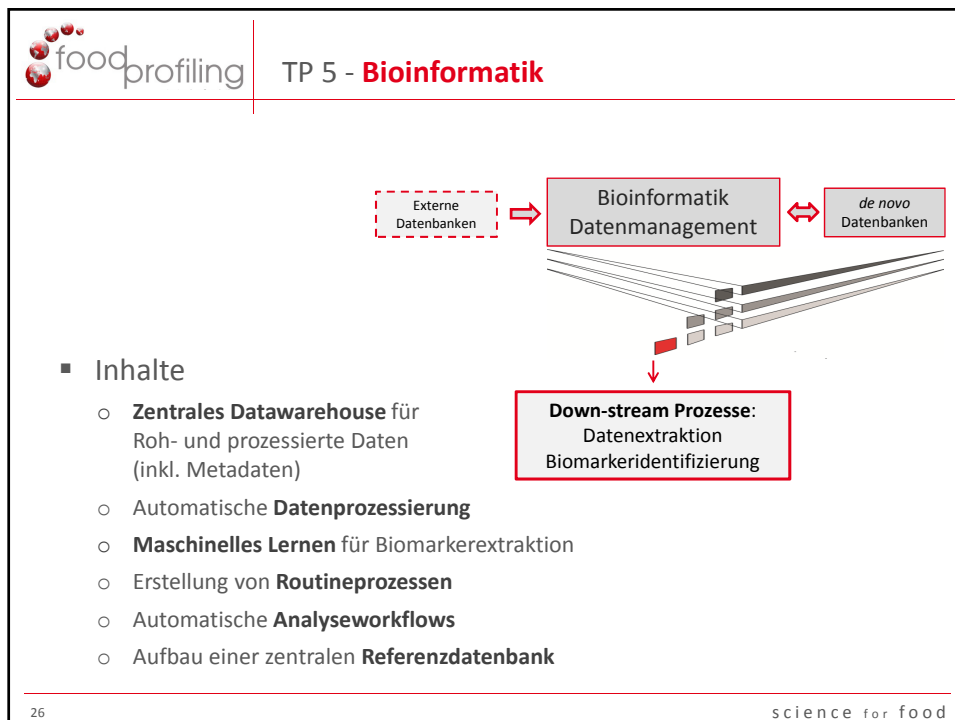 foodprofiling
TP 5 - Bioinformatik
Externe
Datenbanken
Bioinformatik
Datenmanagement
de novo
Datenbanken
Down-stream Prozesse:
Datenextraktion
Biomarkeridentifizierung
▪ Inhalte
o Zentrales Datawarehouse für
Roh- und prozessierte Daten
(inkl. Metadaten)
o Automatische Datenprozessierung
o Maschinelles Lernen für Biomarkerextraktion
o Erstellung von Routineprozessen
o Automatische Analyseworkflows
o Aufbau einer zentralen Referenzdatenbank
26
science for food